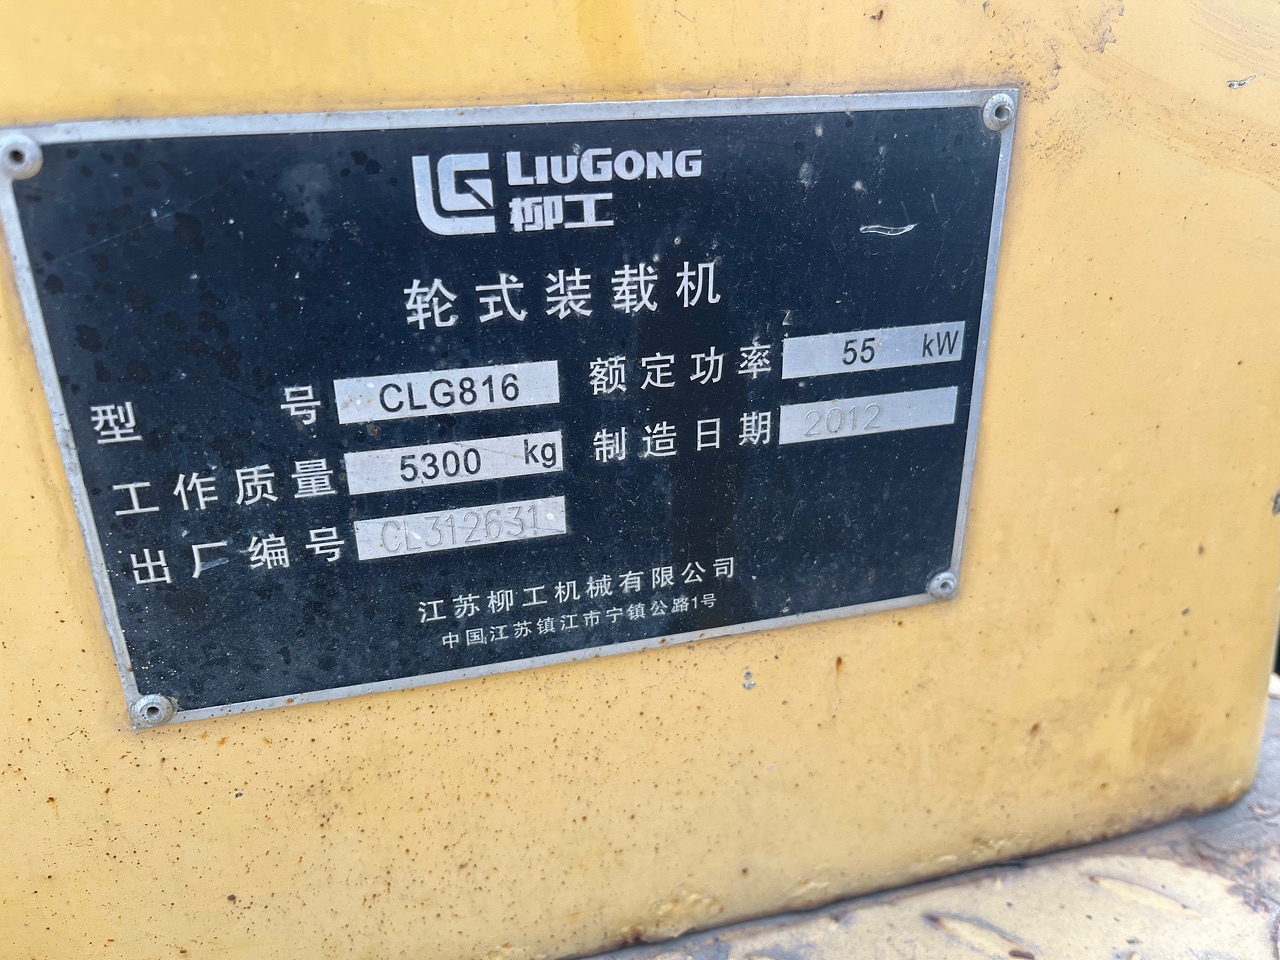 LIUGONG
柳工
轮式装载机
型号 CLG816 额定功率 55 kW
工作质量 5300 kg 制造日期 2012
出厂编号 CL312631
江苏柳工机械有限公司
中国江苏镇江市宁镇公路1号